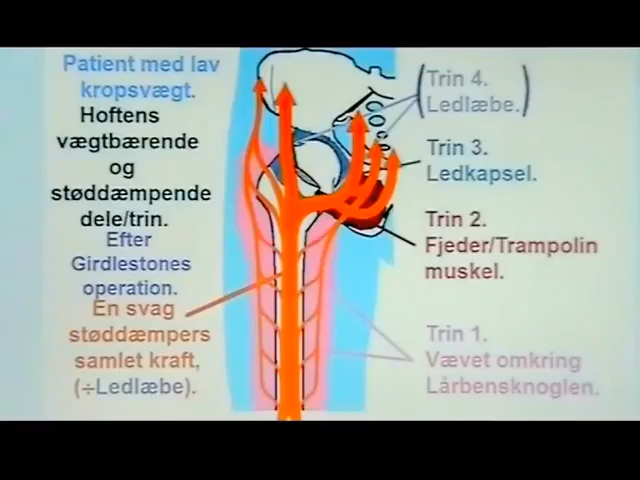 Patient med lav
kropsvægt.
Hoftens
vægtbærende
og
støddæmpende
dele/trin.
Efter
Girdlestones
operation.
En svag
støddæmpers
samlet kraft,
(÷Ledlæbe).
(Trin 4.
Ledlæbe.)
Trin 3.
Ledkapsel.
Trin 2.
Fjeder/Trampolin
muskel.
Trin 1.
Vævet omkring
Lårbensknoglen.